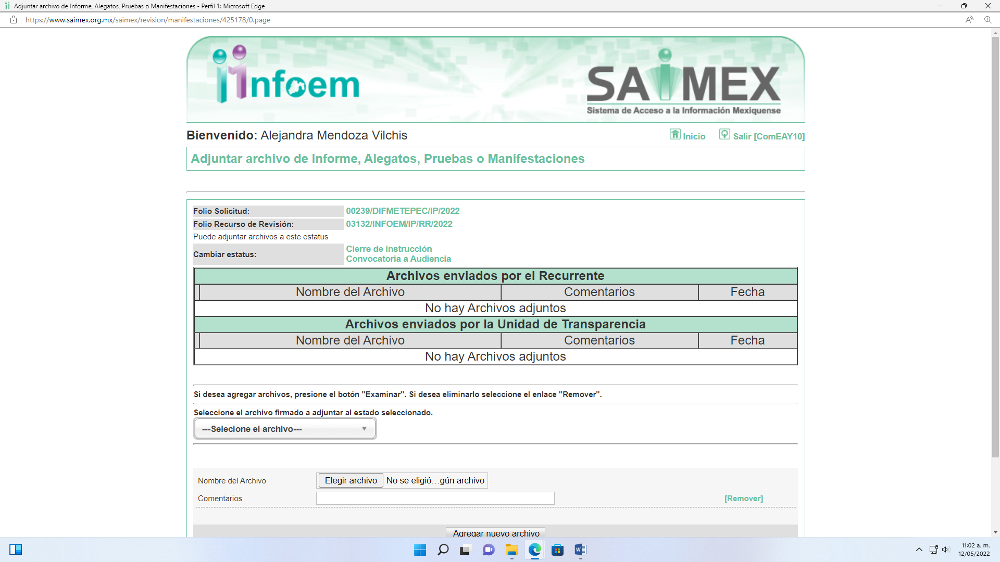 Adjuntar archivo de Informe, Alegatos, Pruebas o Manifestaciones - Perfil 1: Microsoft Edge
https://www.saimex.org.mx/saimex/revision/manifestaciones/425178/0.page
infoem
SAIMEX
Sistema de Acceso a la Información Mexiquense
Bienvenido: Alejandra Mendoza Vilchis
Inicio Salir [ComEAY10]
Adjuntar archivo de Informe, Alegatos, Pruebas o Manifestaciones
Folio Solicitud: 00239/DIFMETEPEC/IP/2022
Folio Recurso de Revisión: 03132/INFOEM/IP/RR/2022
Puede adjuntar archivos a este estatus
Cambiar estatus: Cierre de instrucción
Convocatoria a Audiencia
Archivos enviados por el Recurrente
Nombre del Archivo Comentarios Fecha
No hay Archivos adjuntos
Archivos enviados por la Unidad de Transparencia
Nombre del Archivo Comentarios Fecha
No hay Archivos adjuntos
Si desea agregar archivos, presione el botón "Examinar". Si desea eliminarlo seleccione el enlace "Remover".
Seleccione el archivo firmado a adjuntar al estado seleccionado.
---Selecione el archivo---
Nombre del Archivo Elegir archivo No se eligió…gún archivo
Comentarios [Remover]
Agregar nuevo archivo
11:02 a. m.
12/05/2022